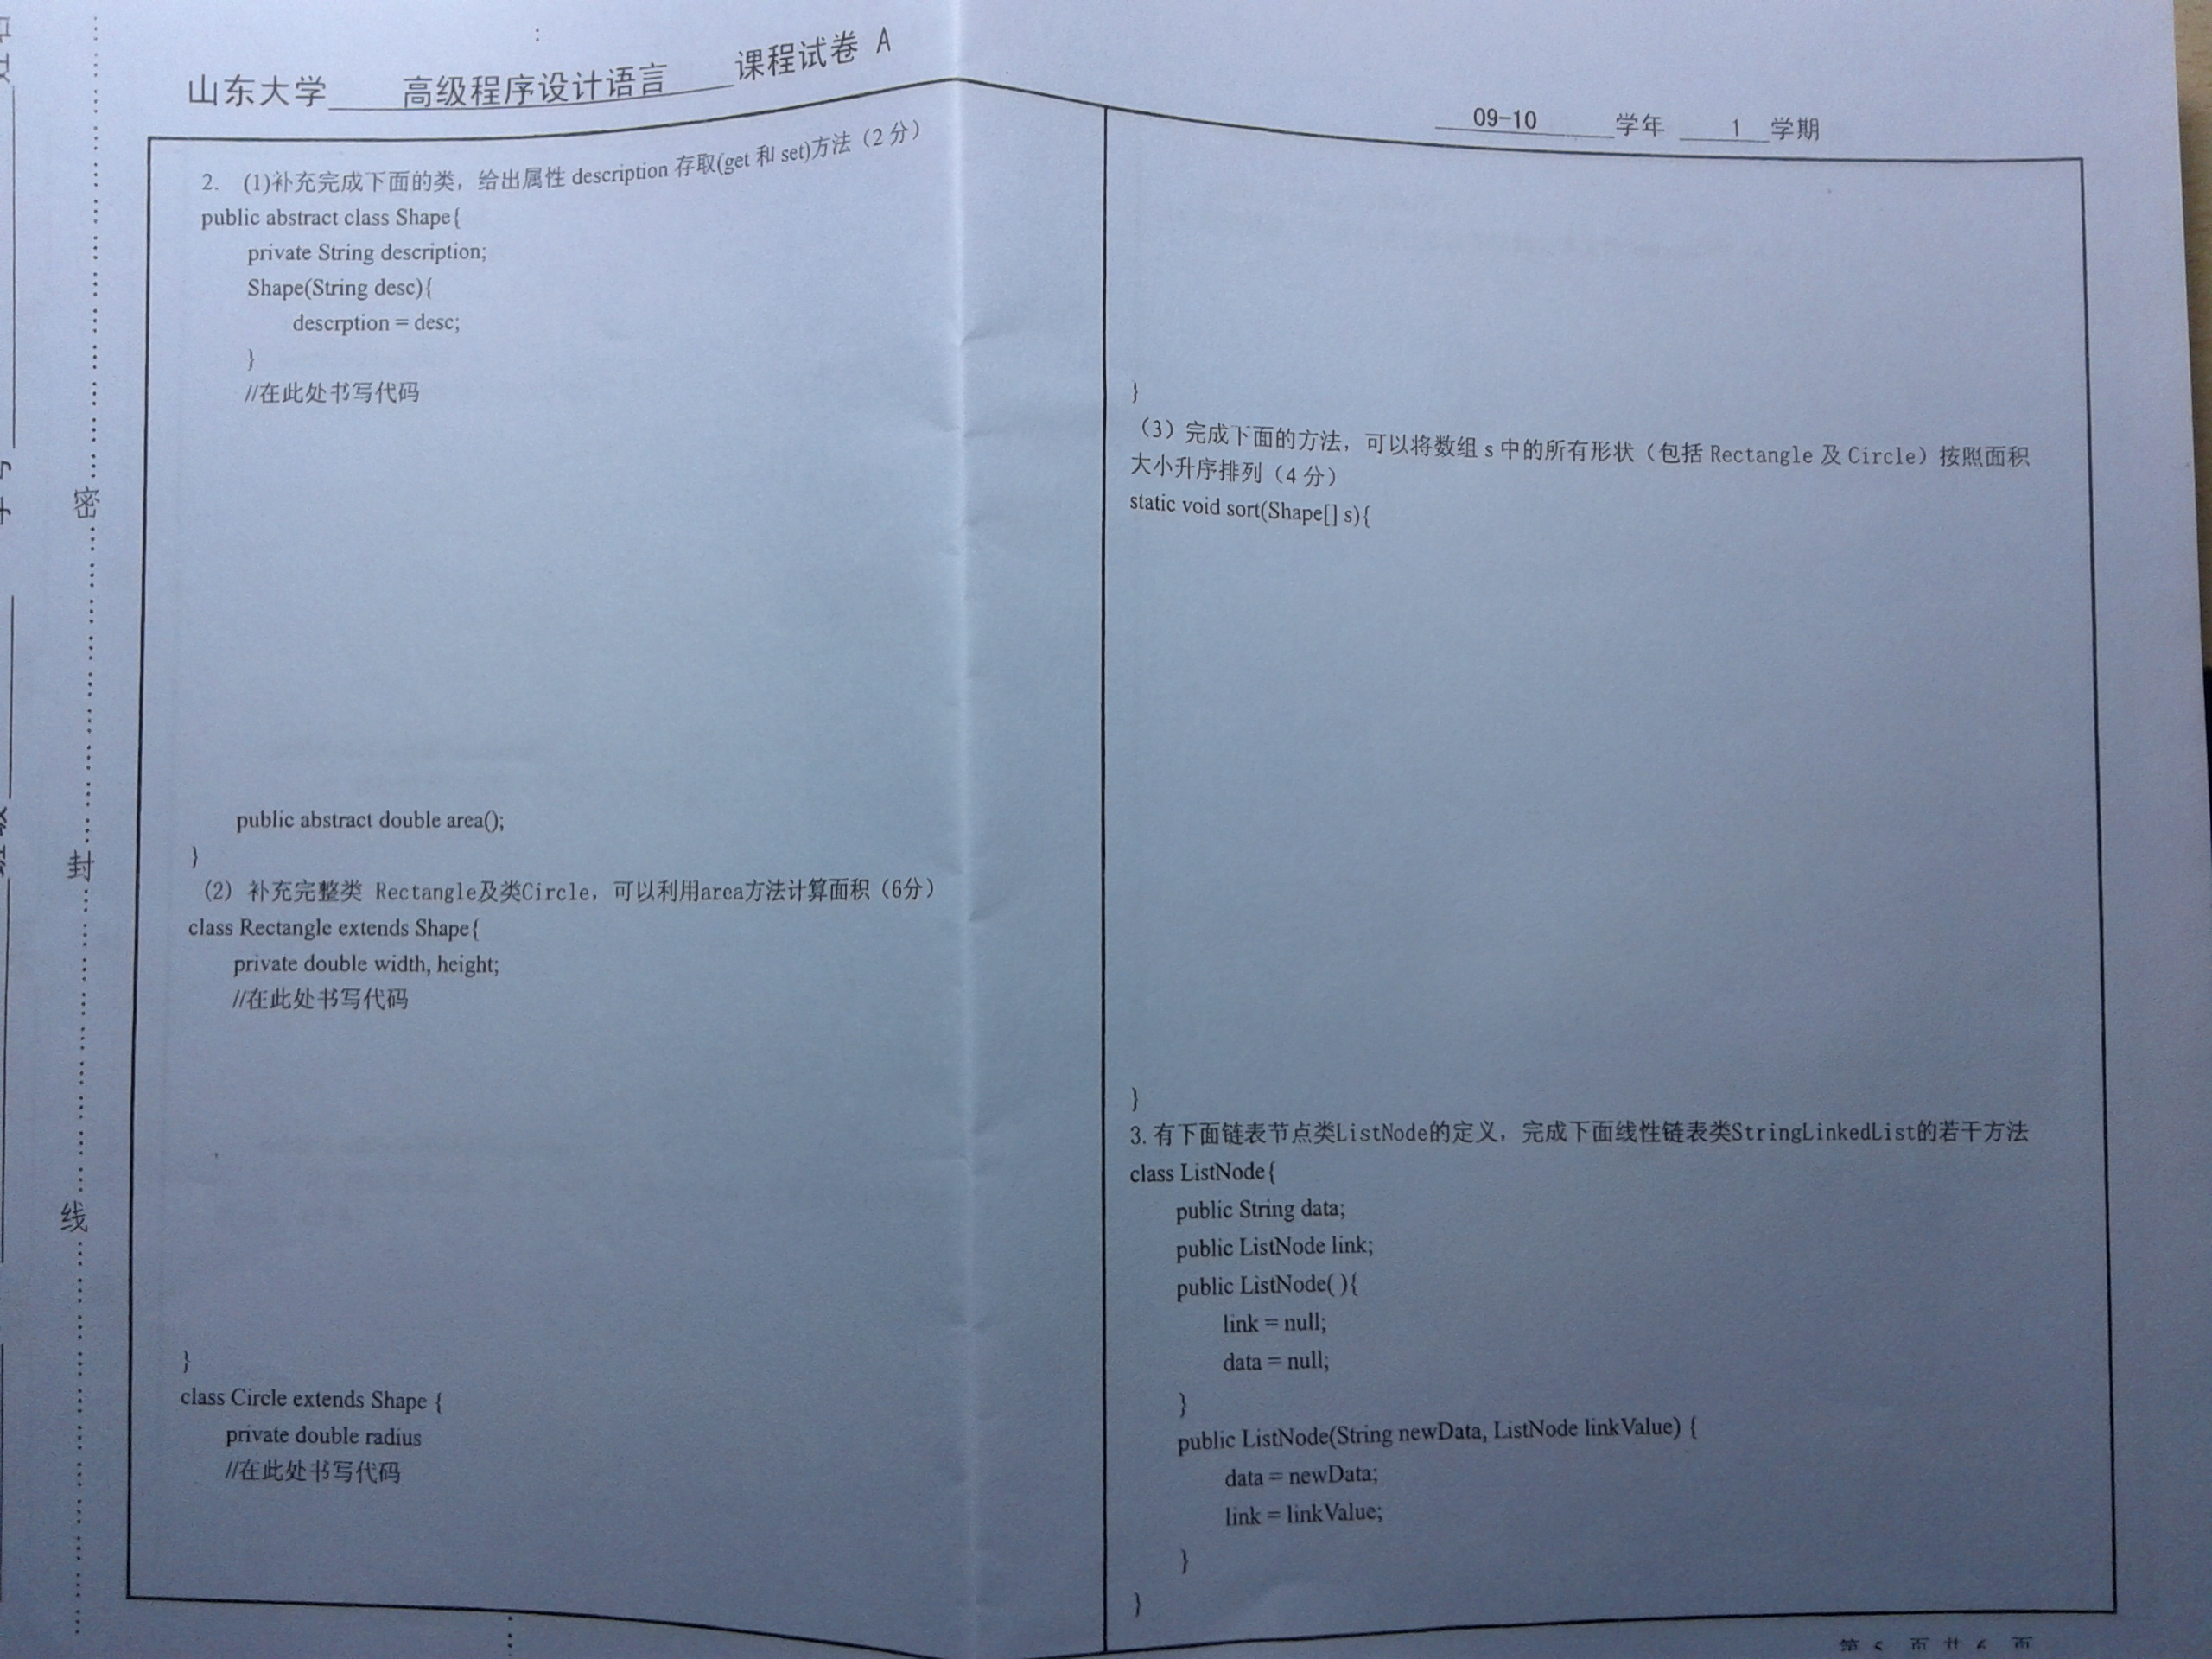 山东大学 高级程序设计语言 课程试卷 A
09-10 学年 1 学期
2. (1)补充完成下面的类，给出属性 description 存取(get 和 set)方法（2 分）
public abstract class Shape{
private String description;
Shape(String desc){
descrption = desc;
}
//在此处书写代码
public abstract double area();
}
(2) 补充完整类 Rectangle及类Circle，可以利用area方法计算面积（6分）
class Rectangle extends Shape{
private double width, height;
//在此处书写代码
}
class Circle extends Shape {
private double radius
//在此处书写代码
}
（3）完成下面的方法，可以将数组 s 中的所有形状（包括 Rectangle 及 Circle）按照面积
大小升序排列（4 分）
static void sort(Shape[] s){
}
3.有下面链表节点类ListNode的定义，完成下面线性链表类StringLinkedList的若干方法
class ListNode{
public String data;
public ListNode link;
public ListNode( ){
link = null;
data = null;
}
public ListNode(String newData, ListNode linkValue) {
data = newData;
link = linkValue;
}
}
密
封
线
第 5 页 共 6 页